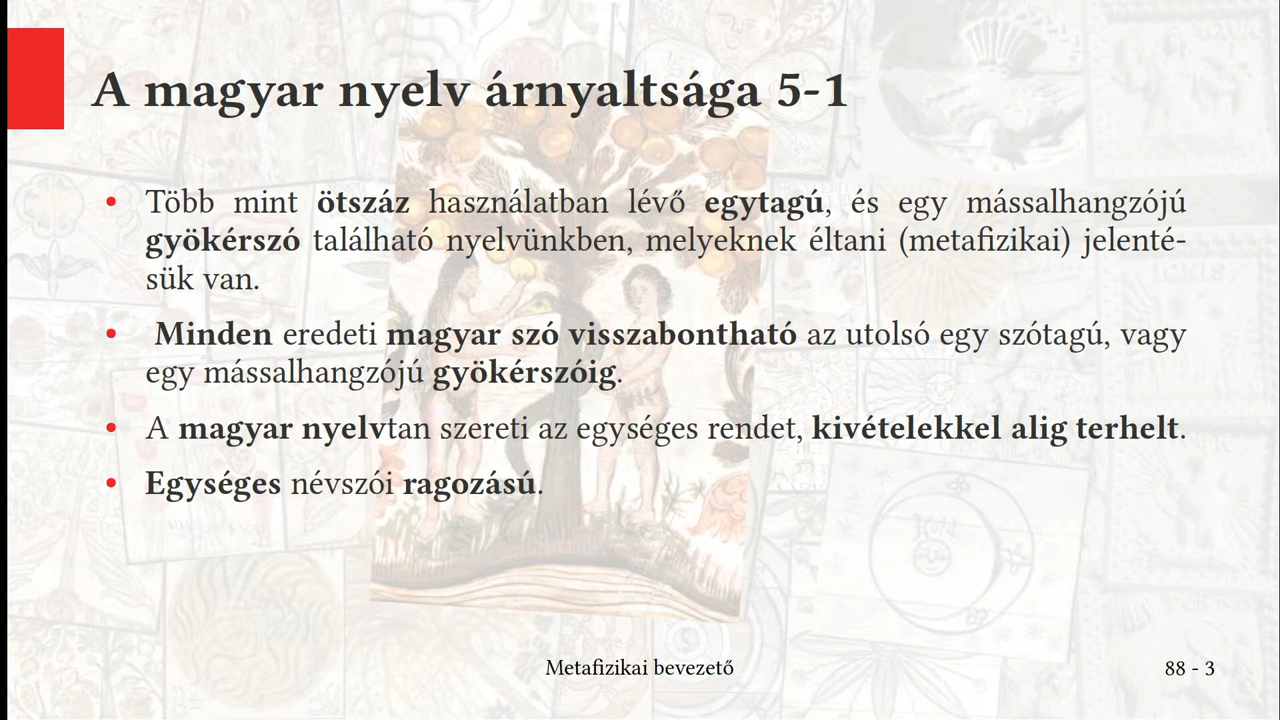 A magyar nyelv árnyaltsága 5-1
• Több mint ötszáz használatban lévő egytagú, és egy mássalhangzójú
gyökérszó található nyelvünkben, melyeknek éltani (metafizikai) jelenté-
sük van.
• Minden eredeti magyar szó visszabontható az utolsó egy szótagú, vagy
egy mássalhangzójú gyökérszóig.
• A magyar nyelvtan szereti az egységes rendet, kivételekkel alig terhelt.
• Egységes névszói ragozású.
Metafizikai bevezető
88 - 3